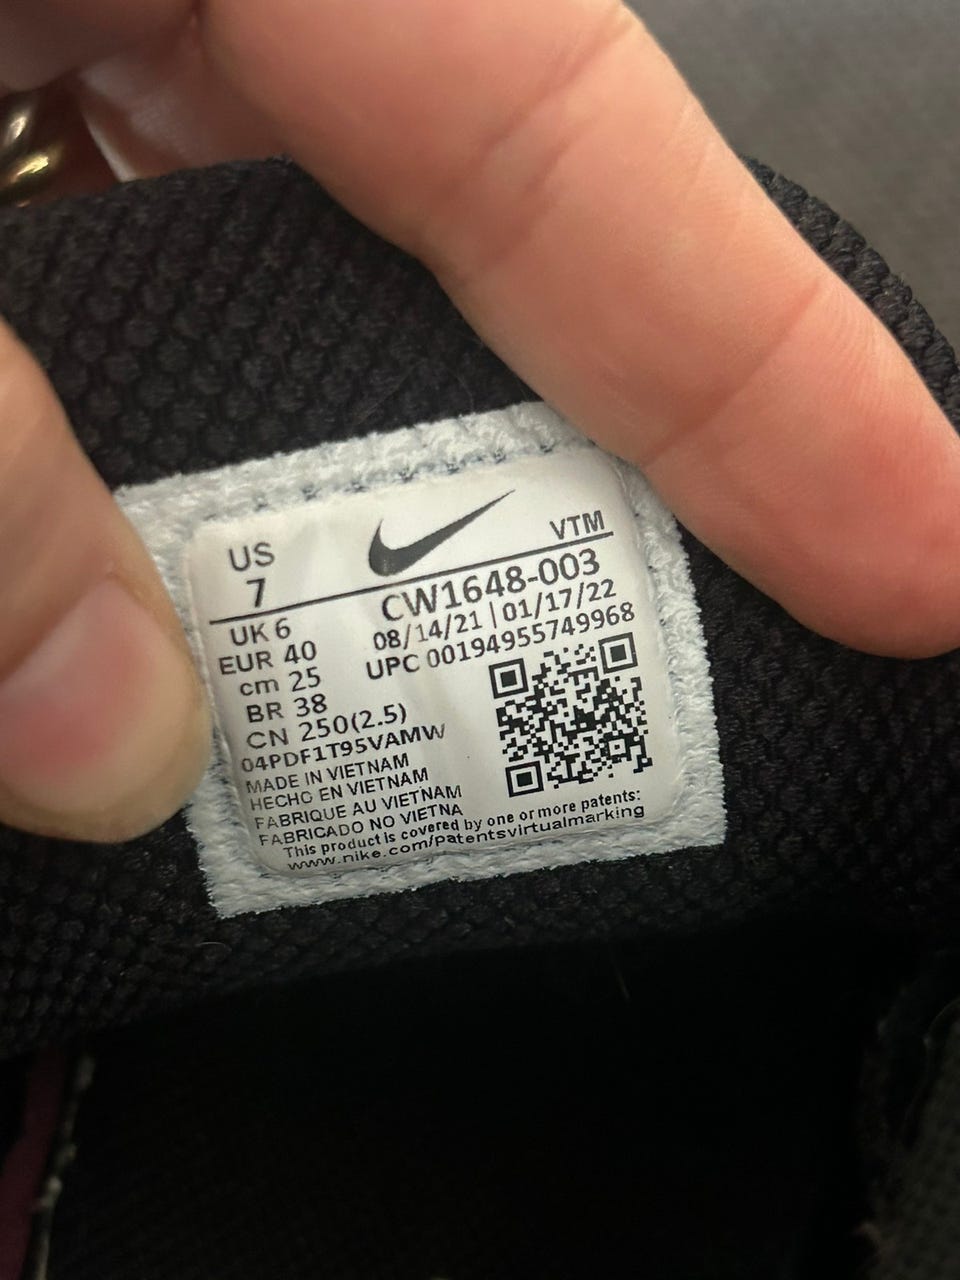 US
7
VTM
UK 6
EUR 40
cm 25
BR 38
CN 250(2.5)
CW1648-003
08/14/21 | 01/17/22
UPC 00194955749968
04PDF1T95VAMW
MADE IN VIETNAM
HECHO EN VIETNAM
FABRIQUE AU VIETNAM
FABRICADO NO VIETNA
This product is covered by one or more patents:
www.nike.com/patentsvirtualmarking